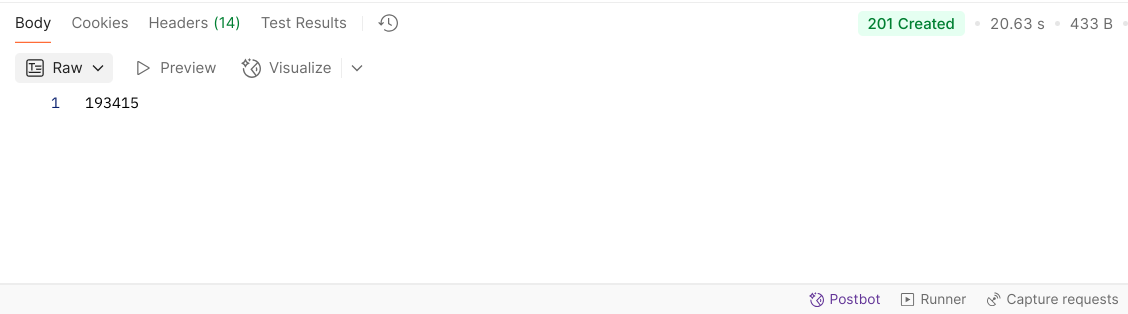 Body Cookies Headers (14) Test Results 201 Created • 20.63 s • 433 B •
Raw Preview Visualize
1 193415
Postbot Runner Capture requests